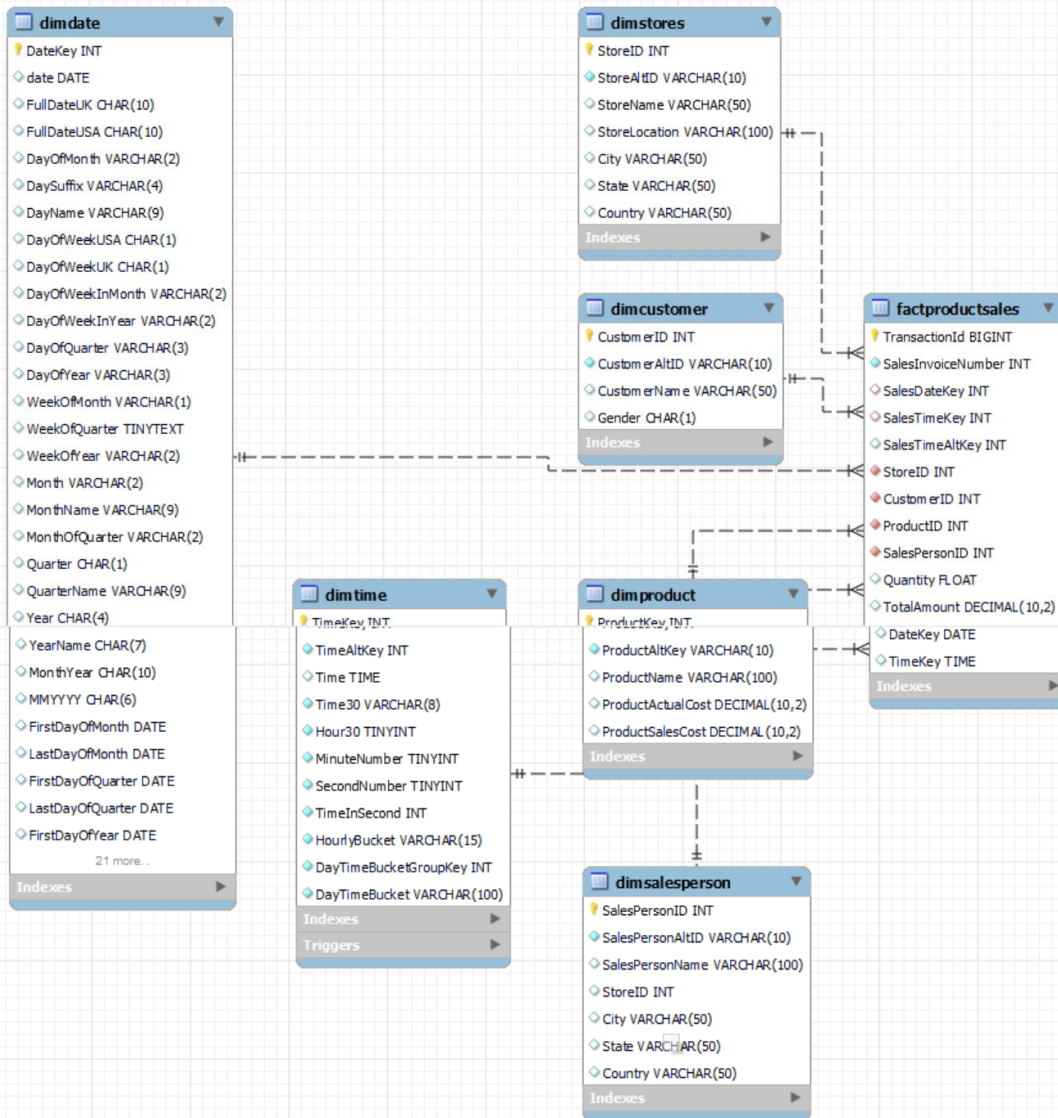 dimdate
DateKey INT
date DATE
FullDateUK CHAR(10)
FullDateUSA CHAR(10)
DayOfMonth VARCHAR(2)
DaySuffix VARCHAR(4)
DayName VARCHAR(9)
DayOfWeekUSA CHAR(1)
DayOfWeekUK CHAR(1)
DayOfWeekInMonth VARCHAR(2)
DayOfWeekInYear VARCHAR(2)
DayOfQuarter VARCHAR(3)
DayOfYear VARCHAR(3)
WeekOfMonth VARCHAR(1)
WeekOfQuarter TINYTEXT
WeekOfYear VARCHAR(2)
Month VARCHAR(2)
MonthName VARCHAR(9)
MonthOfQuarter VARCHAR(2)
Quarter CHAR(1)
QuarterName VARCHAR(9)
Year CHAR(4)
YearName CHAR(7)
MonthYear CHAR(10)
MMYYYY CHAR(6)
FirstDayOfMonth DATE
LastDayOfMonth DATE
FirstDayOfQuarter DATE
LastDayOfQuarter DATE
FirstDayOfYear DATE
21 more...
Indexes
dimtime
TimeKey INT
TimeAltKey INT
Time TIME
Time30 VARCHAR(8)
Hour30 TINYINT
MinuteNumber TINYINT
SecondNumber TINYINT
TimeInSecond INT
HourlyBucket VARCHAR(15)
DayTimeBucketGroupKey INT
DayTimeBucket VARCHAR(100)
Indexes
Triggers
dimstores
StoreID INT
StoreAltID VARCHAR(10)
StoreName VARCHAR(50)
StoreLocation VARCHAR(100)
City VARCHAR(50)
State VARCHAR(50)
Country VARCHAR(50)
Indexes
dimcustomer
CustomerID INT
CustomerAltID VARCHAR(10)
CustomerName VARCHAR(50)
Gender CHAR(1)
Indexes
dimproduct
ProductKey INT
ProductAltKey VARCHAR(10)
ProductName VARCHAR(100)
ProductActualCost DECIMAL(10,2)
ProductSalesCost DECIMAL(10,2)
Indexes
dimsalesperson
SalesPersonID INT
SalesPersonAltID VARCHAR(10)
SalesPersonName VARCHAR(100)
StoreID INT
City VARCHAR(50)
State VARCHAR(50)
Country VARCHAR(50)
Indexes
factproductsales
TransactionId BIGINT
SalesInvoiceNumber INT
SalesDateKey INT
SalesTimeKey INT
SalesTimeAltKey INT
StoreID INT
CustomerID INT
ProductID INT
SalesPersonID INT
Quantity FLOAT
TotalAmount DECIMAL(10,2)
DateKey DATE
TimeKey TIME
Indexes